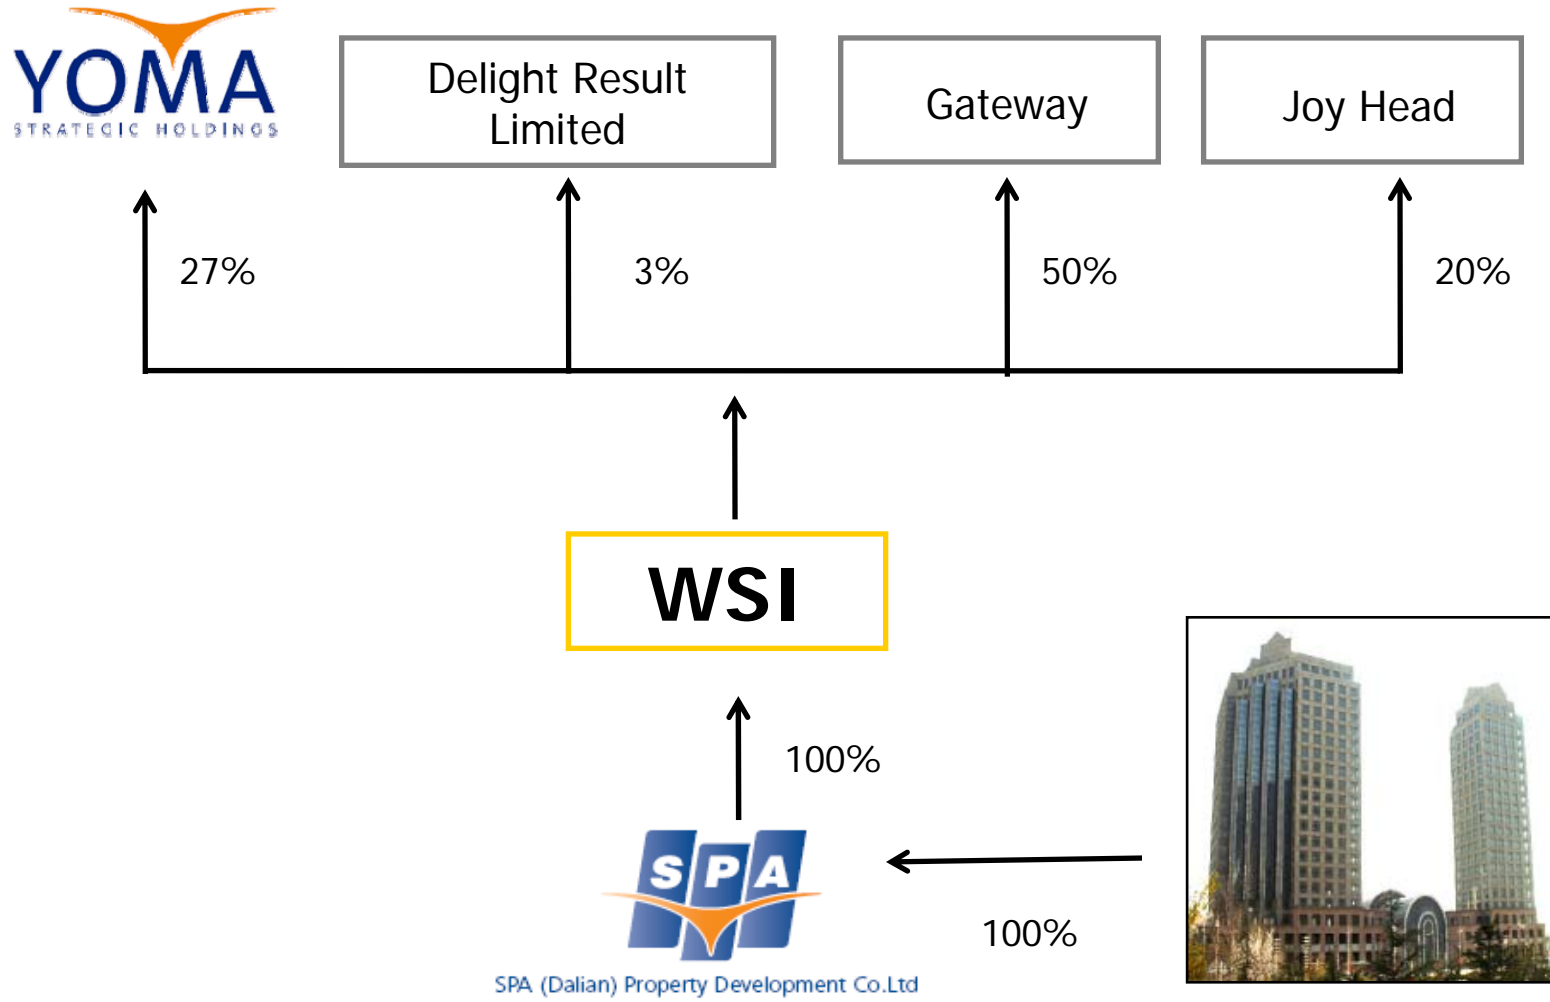 YOMA
STRATEGIC HOLDINGS
Delight Result
Limited
Gateway
Joy Head
27%
3%
50%
20%
WSI
100%
SPA
100%
SPA (Dalian) Property Development Co.Ltd